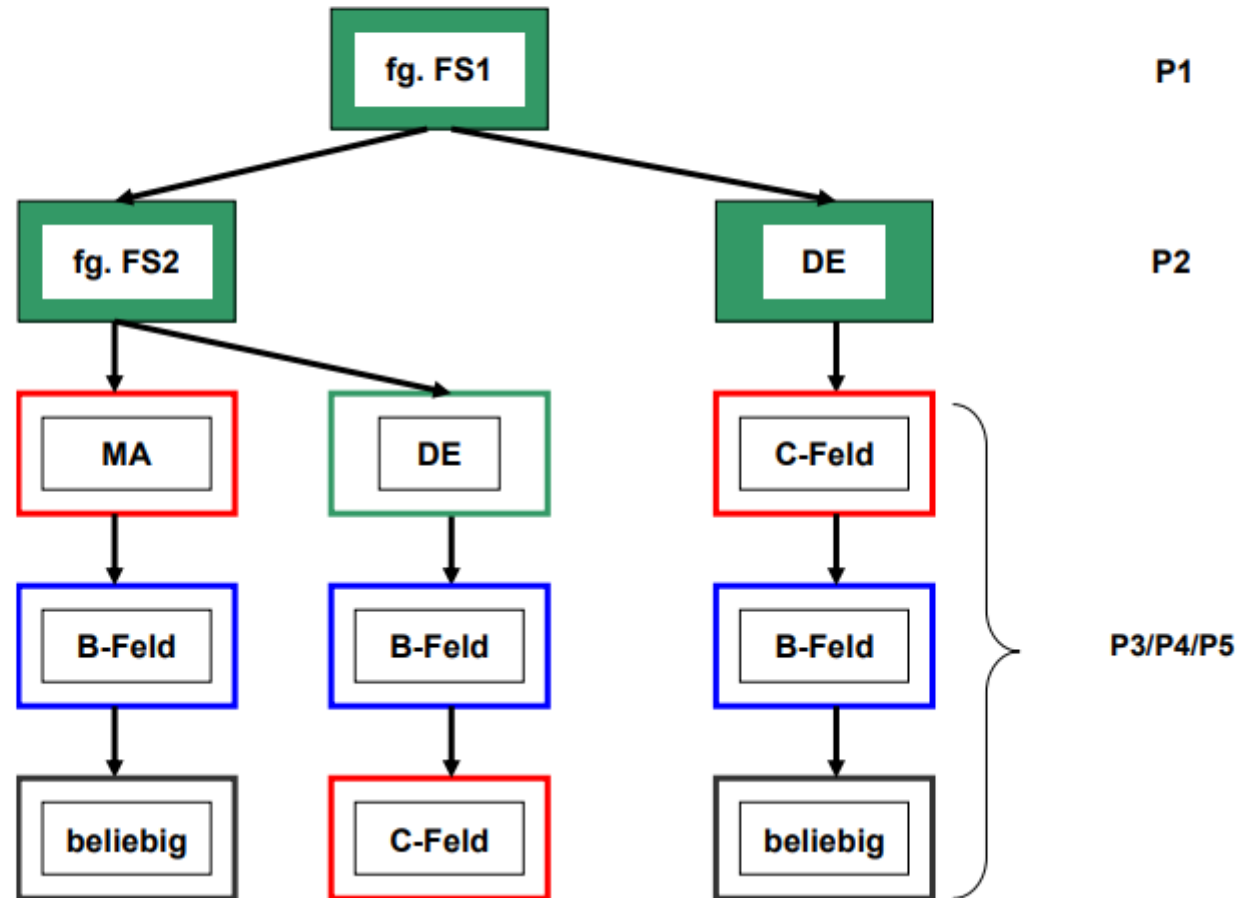 fg. FS1
P1
fg. FS2
DE
P2
MA
DE
C-Feld
B-Feld
B-Feld
B-Feld
P3/P4/P5
beliebig
C-Feld
beliebig